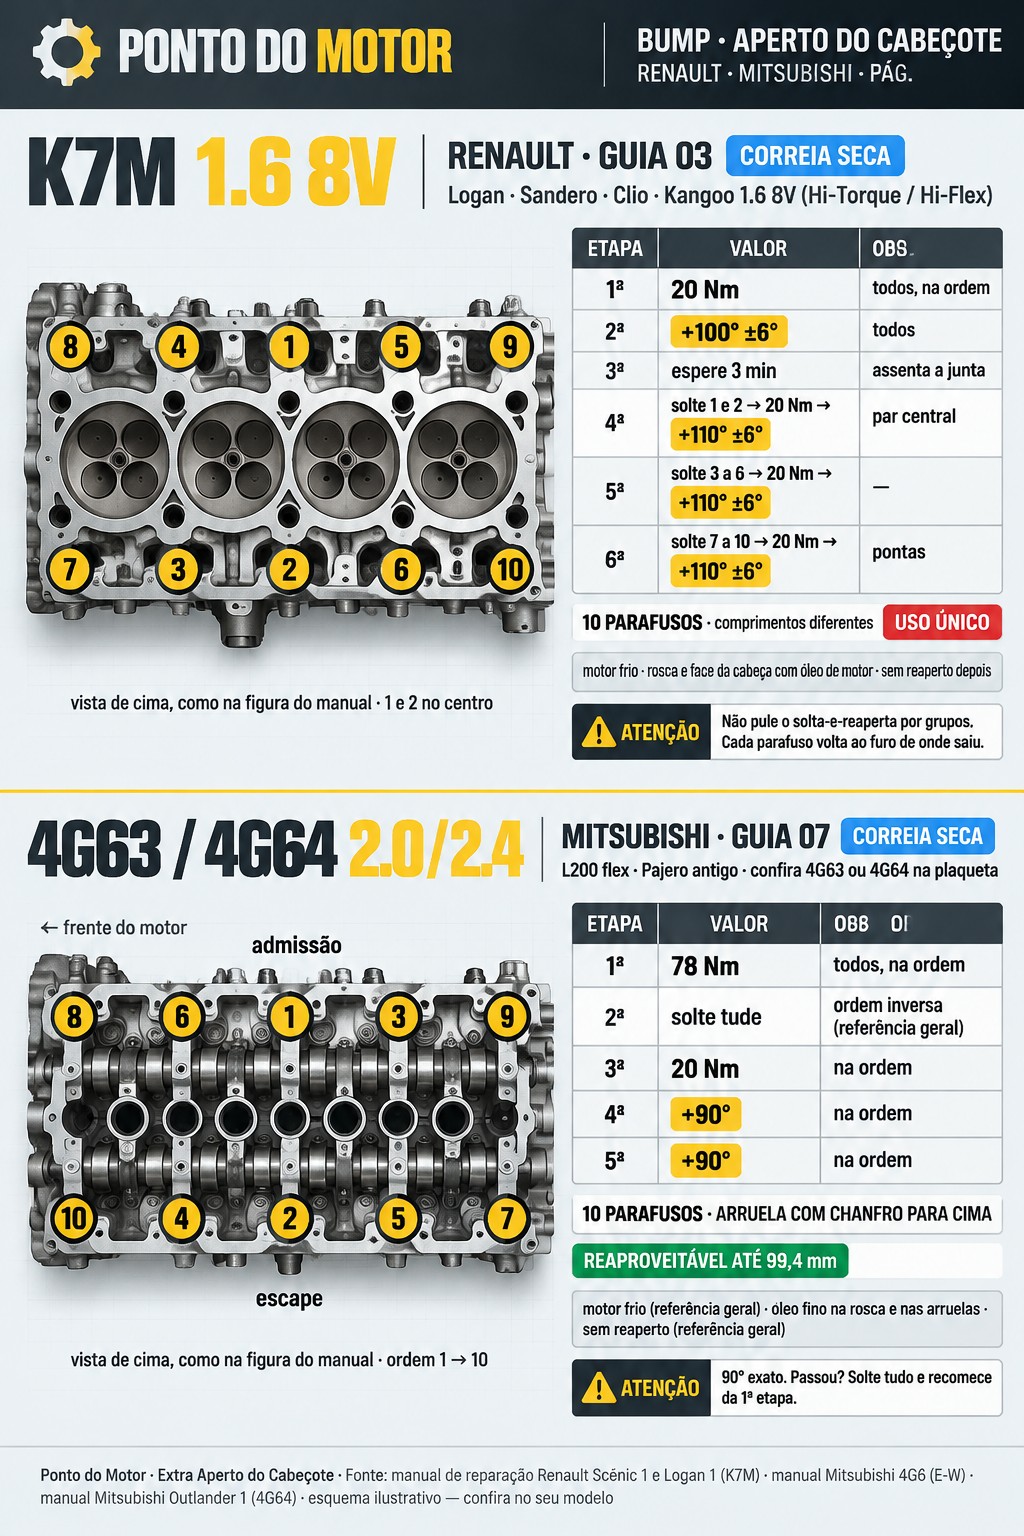 PONTO DO MOTOR
BUMP · APERTO DO CABEÇOTE
RENAULT · MITSUBISHI · PÁG.
K7M 1.6 8V
RENAULT · GUIA 03 CORREIA SECA
Logan · Sandero · Clio · Kangoo 1.6 8V (Hi-Torque / Hi-Flex)
ETAPA VALOR OBS.
1ª 20 Nm todos, na ordem
2ª +100° ±6° todos
3ª espere 3 min assenta a junta
4ª solte 1 e 2 → 20 Nm → +110° ±6° par central
5ª solte 3 a 6 → 20 Nm → +110° ±6° —
6ª solte 7 a 10 → 20 Nm → +110° ±6° pontas
8 4 1 5 9
7 3 2 6 10
vista de cima, como na figura do manual · 1 e 2 no centro
10 PARAFUSOS · comprimentos diferentes USO ÚNICO
motor frio · rosca e face da cabeça com óleo de motor · sem reaperto depois
ATENÇÃO
Não pule o solta-e-reaperta por grupos.
Cada parafuso volta ao furo de onde saiu.
4G63 / 4G64 2.0/2.4
MITSUBISHI · GUIA 07 CORREIA SECA
L200 flex · Pajero antigo · confira 4G63 ou 4G64 na plaqueta
← frente do motor
admissão
8 6 1 3 9
10 4 2 5 7
escape
vista de cima, como na figura do manual · ordem 1 → 10
ETAPA VALOR
1ª 78 Nm todos, na ordem
2ª solte tude ordem inversa
(referência geral)
3ª 20 Nm na ordem
4ª +90° na ordem
5ª +90° na ordem
10 PARAFUSOS · ARRUELA COM CHANFRO PARA CIMA
REAPROVEITÁVEL ATÉ 99,4 mm
motor frio (referência geral) · óleo fino na rosca e nas arruelas ·
sem reaperto (referência geral)
ATENÇÃO
90° exato. Passou? Solte tudo e recomece
da 1ª etapa.
Ponto do Motor · Extra Aperto do Cabeçote · Fonte: manual de reparação Renault Scénic 1 e Logan 1 (K7M) · manual Mitsubishi 4G6 (E-W) ·
manual Mitsubishi Outlander 1 (4G64) · esquema ilustrativo — confira no seu modelo